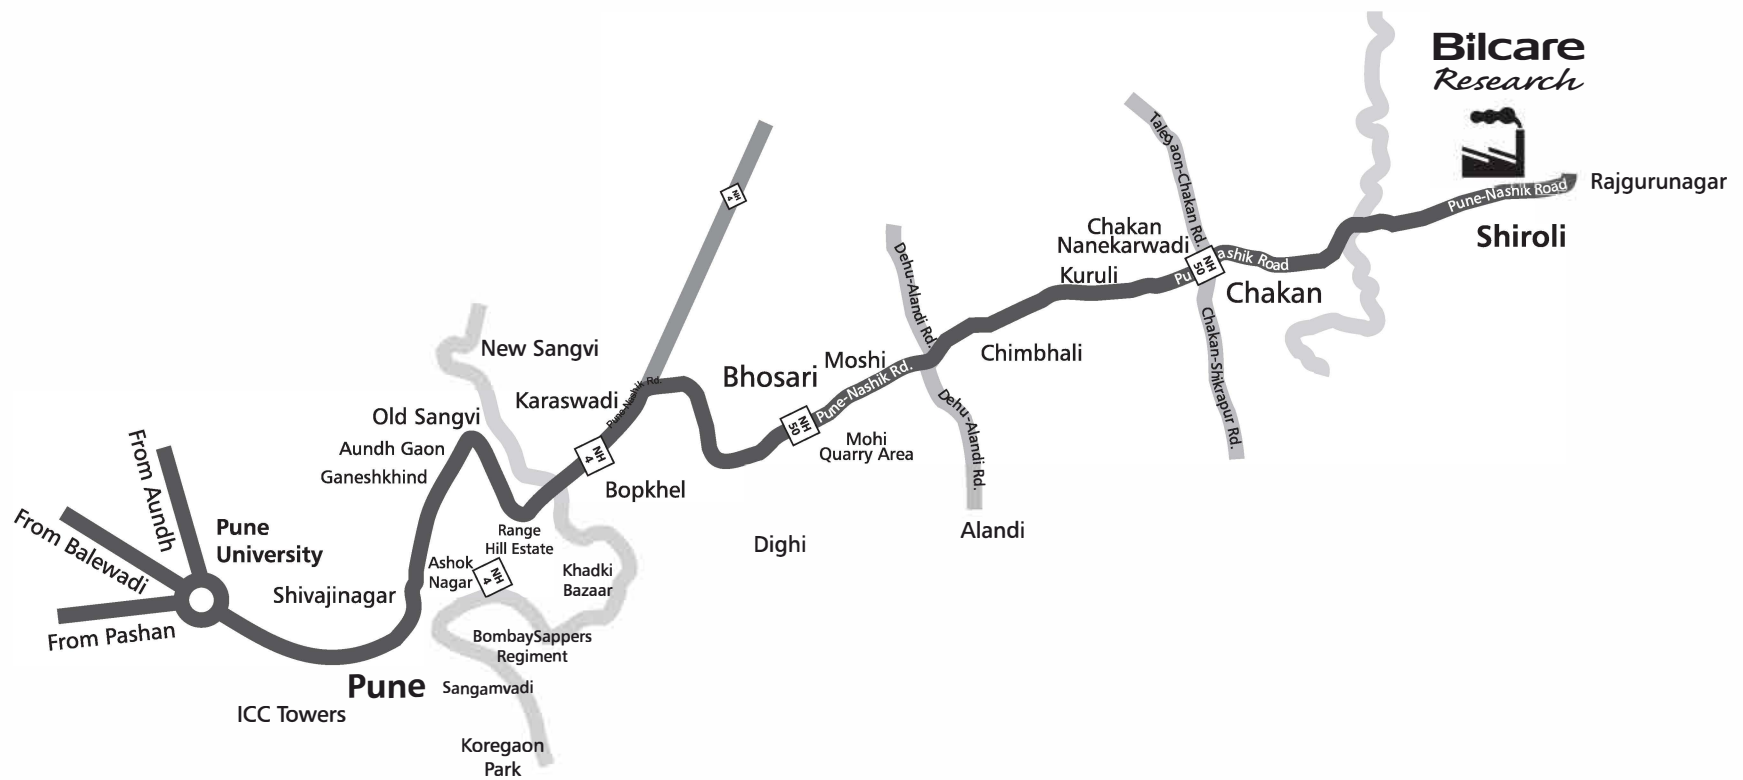 Bilcare
Research
Rajgurunagar
Pune-Nashik Road
Shiroli
Talegaon-Chakan Rd.
Chakan
Nanekarwadi
NH
50
Pu
ashik Road
Kuruli
Chakan
Chakan-Shikrapur Rd.
NH
4
Dehu-Alandi Rd.
Chimbhali
Moshi
Pune-Nashik Rd.
Bhosari
NH
50
Mohi
Quarry Area
Dehu-Alandi Rd.
Alandi
Dighi
New Sangvi
Pune-Nashik Rd.
Karaswadi
Old Sangvi
NH
4
Aundh Gaon
Ganeshkhind
Bopkhel
From Aundh
From Balewadi
From Pashan
Pune
University
Range
Hill Estate
Ashok
Nagar
NH
4
Khadki
Bazaar
Shivajinagar
BombaySappers
Regiment
Pune
Sangamvadi
ICC Towers
Koregaon
Park